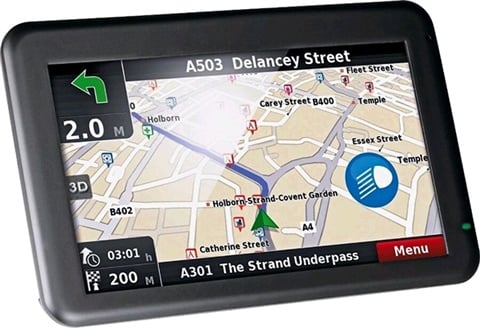 A503 Delancey Street
2.0 M
3D
Holborn
Fleet Street
Carey Street
B400
Temple
Essex Street
Temple
B402
Holborn-Strand-Covent Garden
A4
Catherine Street
03:01 h
200 M
A301 The Strand Underpass
Menu